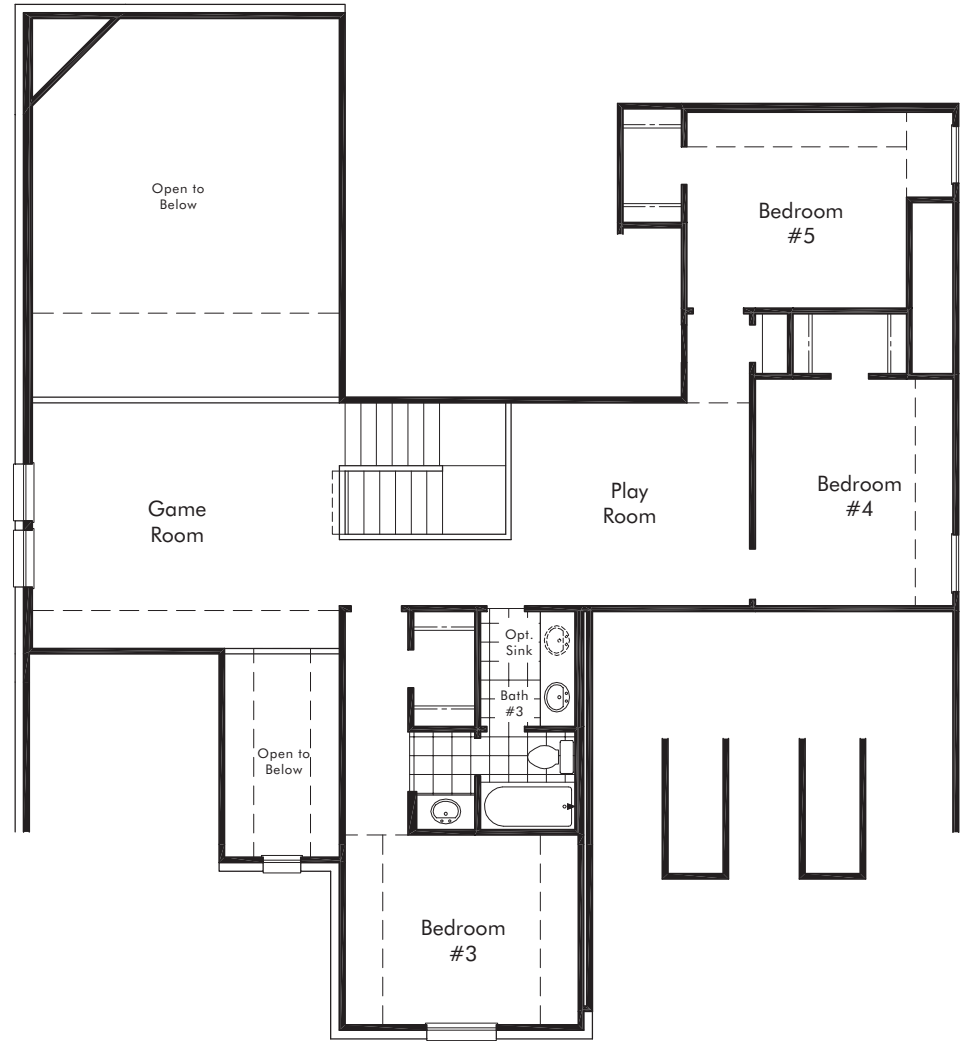 Open to
Below
Bedroom
#5
Bedroom
#4
Play
Room
Game
Room
Opt.
Sink
Bath
#3
Open to
Below
Bedroom
#3